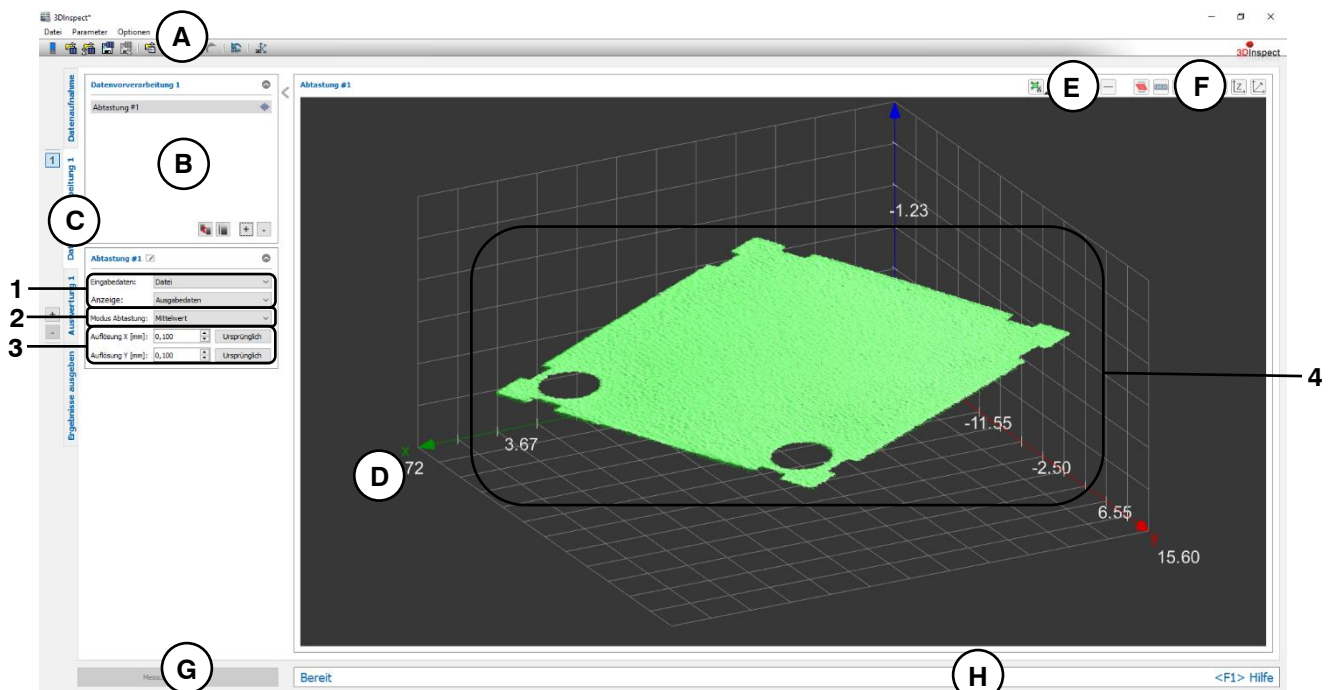 3DInspect*
Datei Parameter Optionen
A
3DInspect
Datenaufnahme
Datenvorverarbeitung 1
Abtastung #1
B
1
C
Abtastung #1
Eingabedaten: Datei
Anzeige: Ausgabedaten
1
Modus Abtastung: Mittelwert
2
Auflösung X [mm]: 0,100 Ursprünglich
Auflösung Y [mm]: 0,100 Ursprünglich
3
+
-
Auswertung 1
Ergebnisse ausgeben
Abtastung #1
E
F
Z
-1.23
4
-11.55
-2.50
6.55
15.60
y
x
3.67
72
D
G
Bereit
H
<F1> Hilfe